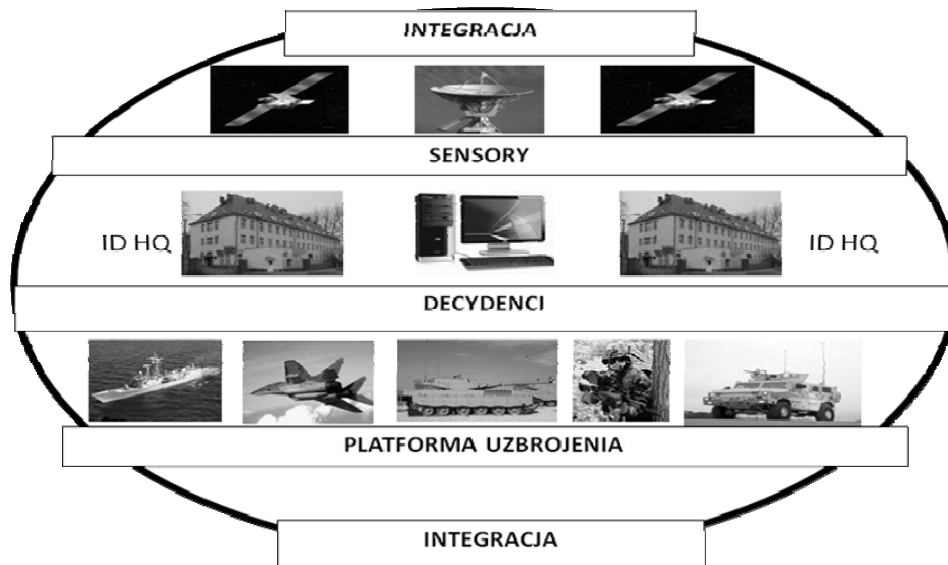 INTEGRACJA
SENSORY
ID HQ
ID HQ
DECYDENCI
PLATFORMA UZBROJENIA
INTEGRACJA